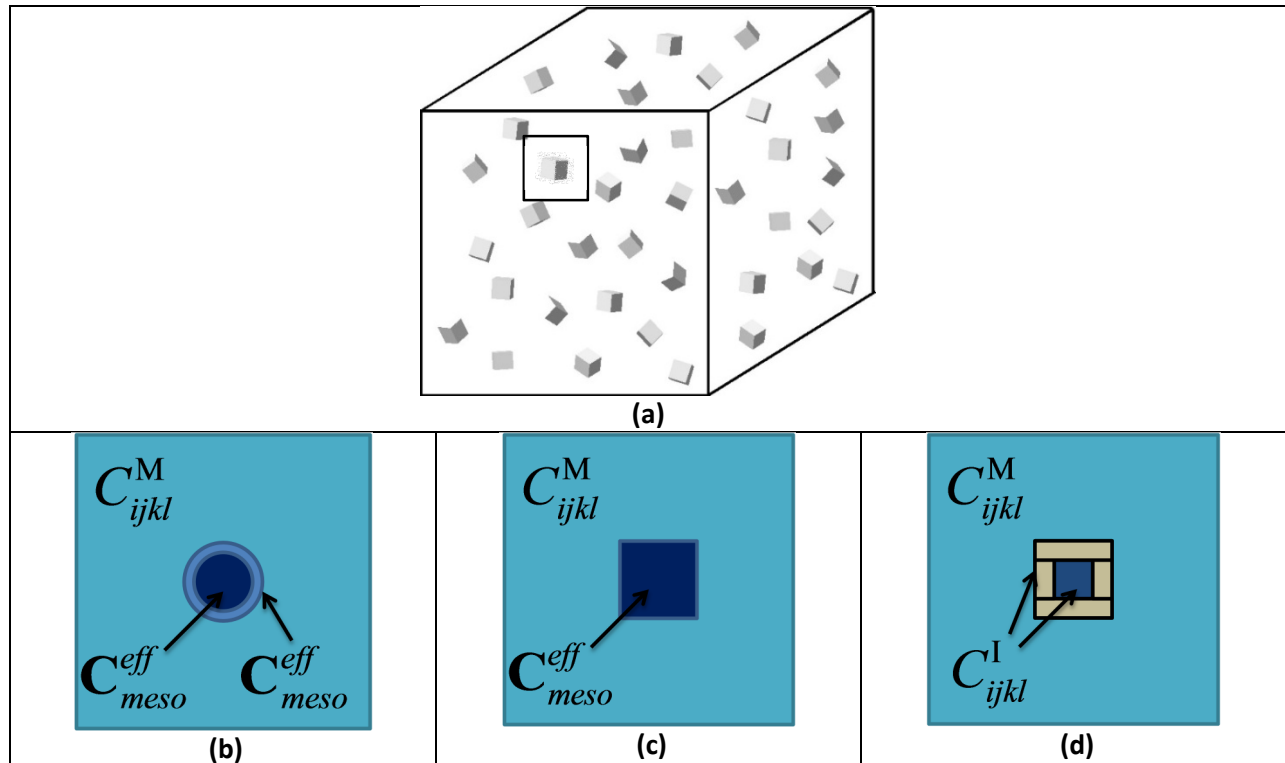 (a)
C^M_ijkl
C^eff_meso C^eff_meso
(b)
C^M_ijkl
C^eff_meso
(c)
C^M_ijkl
C^I_ijkl
(d)